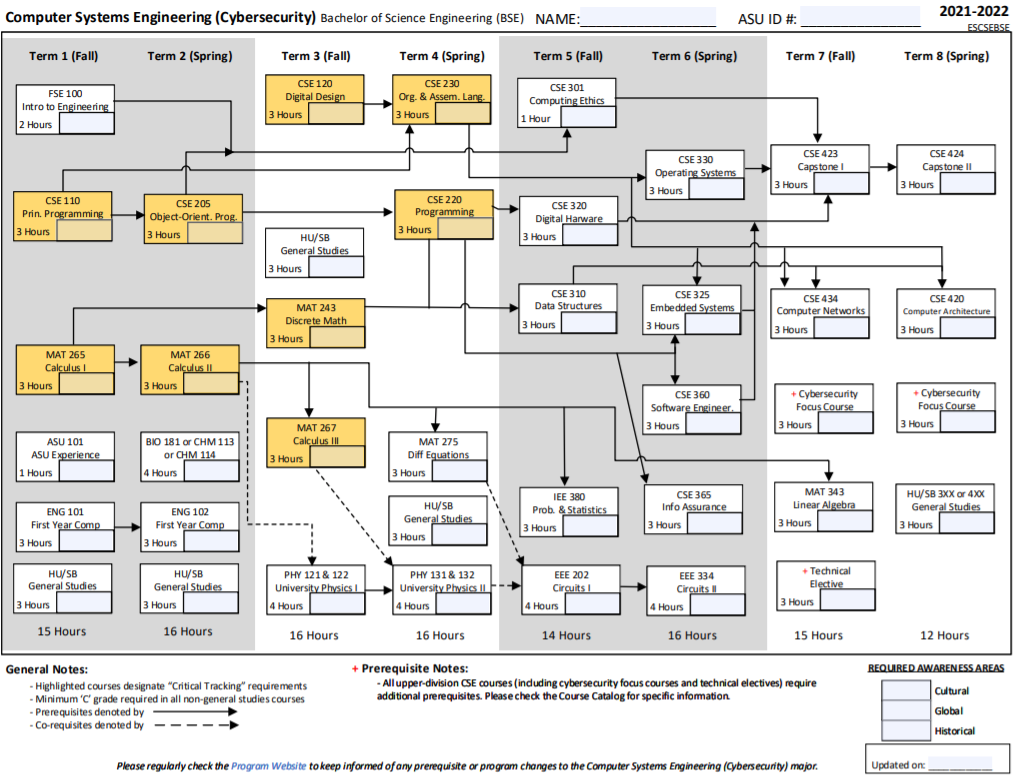 Computer Systems Engineering (Cybersecurity) Bachelor of Science Engineering (BSE) NAME: ASU ID #: 2021-2022
ESCSEBSE
Term 1 (Fall)
FSE 100
Intro to Engineering
2 Hours
CSE 110
Prin. Programming
3 Hours
MAT 265
Calculus I
3 Hours
ASU 101
ASU Experience
1 Hours
ENG 101
First Year Comp
3 Hours
HU/SB
General Studies
3 Hours
15 Hours
Term 2 (Spring)
CSE 205
Object-Orient. Prog.
3 Hours
MAT 266
Calculus II
3 Hours
BIO 181 or CHM 113
or CHM 114
4 Hours
ENG 102
First Year Comp
3 Hours
HU/SB
General Studies
3 Hours
16 Hours
Term 3 (Fall)
CSE 120
Digital Design
3 Hours
HU/SB
General Studies
3 Hours
MAT 243
Discrete Math
3 Hours
MAT 267
Calculus III
3 Hours
PHY 121 & 122
University Physics I
4 Hours
16 Hours
Term 4 (Spring)
CSE 230
Org. & Assem. Lang.
3 Hours
CSE 220
Programming
3 Hours
MAT 275
Diff Equations
3 Hours
HU/SB
General Studies
3 Hours
PHY 131 & 132
University Physics II
4 Hours
16 Hours
Term 5 (Fall)
CSE 301
Computing Ethics
1 Hour
CSE 320
Digital Harware
3 Hours
CSE 310
Data Structures
3 Hours
IEE 380
Prob. & Statistics
3 Hours
EEE 202
Circuits I
4 Hours
14 Hours
Term 6 (Spring)
CSE 330
Operating Systems
3 Hours
CSE 325
Embedded Systems
3 Hours
CSE 360
Software Engineer.
3 Hours
CSE 365
Info Assurance
3 Hours
EEE 334
Circuits II
4 Hours
16 Hours
Term 7 (Fall)
CSE 423
Capstone I
3 Hours
CSE 434
Computer Networks
3 Hours
+ Cybersecurity
Focus Course
3 Hours
MAT 343
Linear Algebra
3 Hours
+ Technical
Elective
3 Hours
15 Hours
Term 8 (Spring)
CSE 424
Capstone II
3 Hours
CSE 420
Computer Architecture
3 Hours
+ Cybersecurity
Focus Course
3 Hours
HU/SB 3XX or 4XX
General Studies
3 Hours
12 Hours
General Notes:
- Highlighted courses designate "Critical Tracking" requirements
- Minimum 'C' grade required in all non-general studies courses
- Prerequisites denoted by
- Co-requisites denoted by
+ Prerequisite Notes:
- All upper-division CSE courses (including cybersecurity focus courses and technical electives) require
additional prerequisites. Please check the Course Catalog for specific information.
REQUIRED AWARENESS AREAS
Cultural
Global
Historical
Updated on:
Please regularly check the Program Website to keep informed of any prerequisite or program changes to the Computer Systems Engineering (Cybersecurity) major.